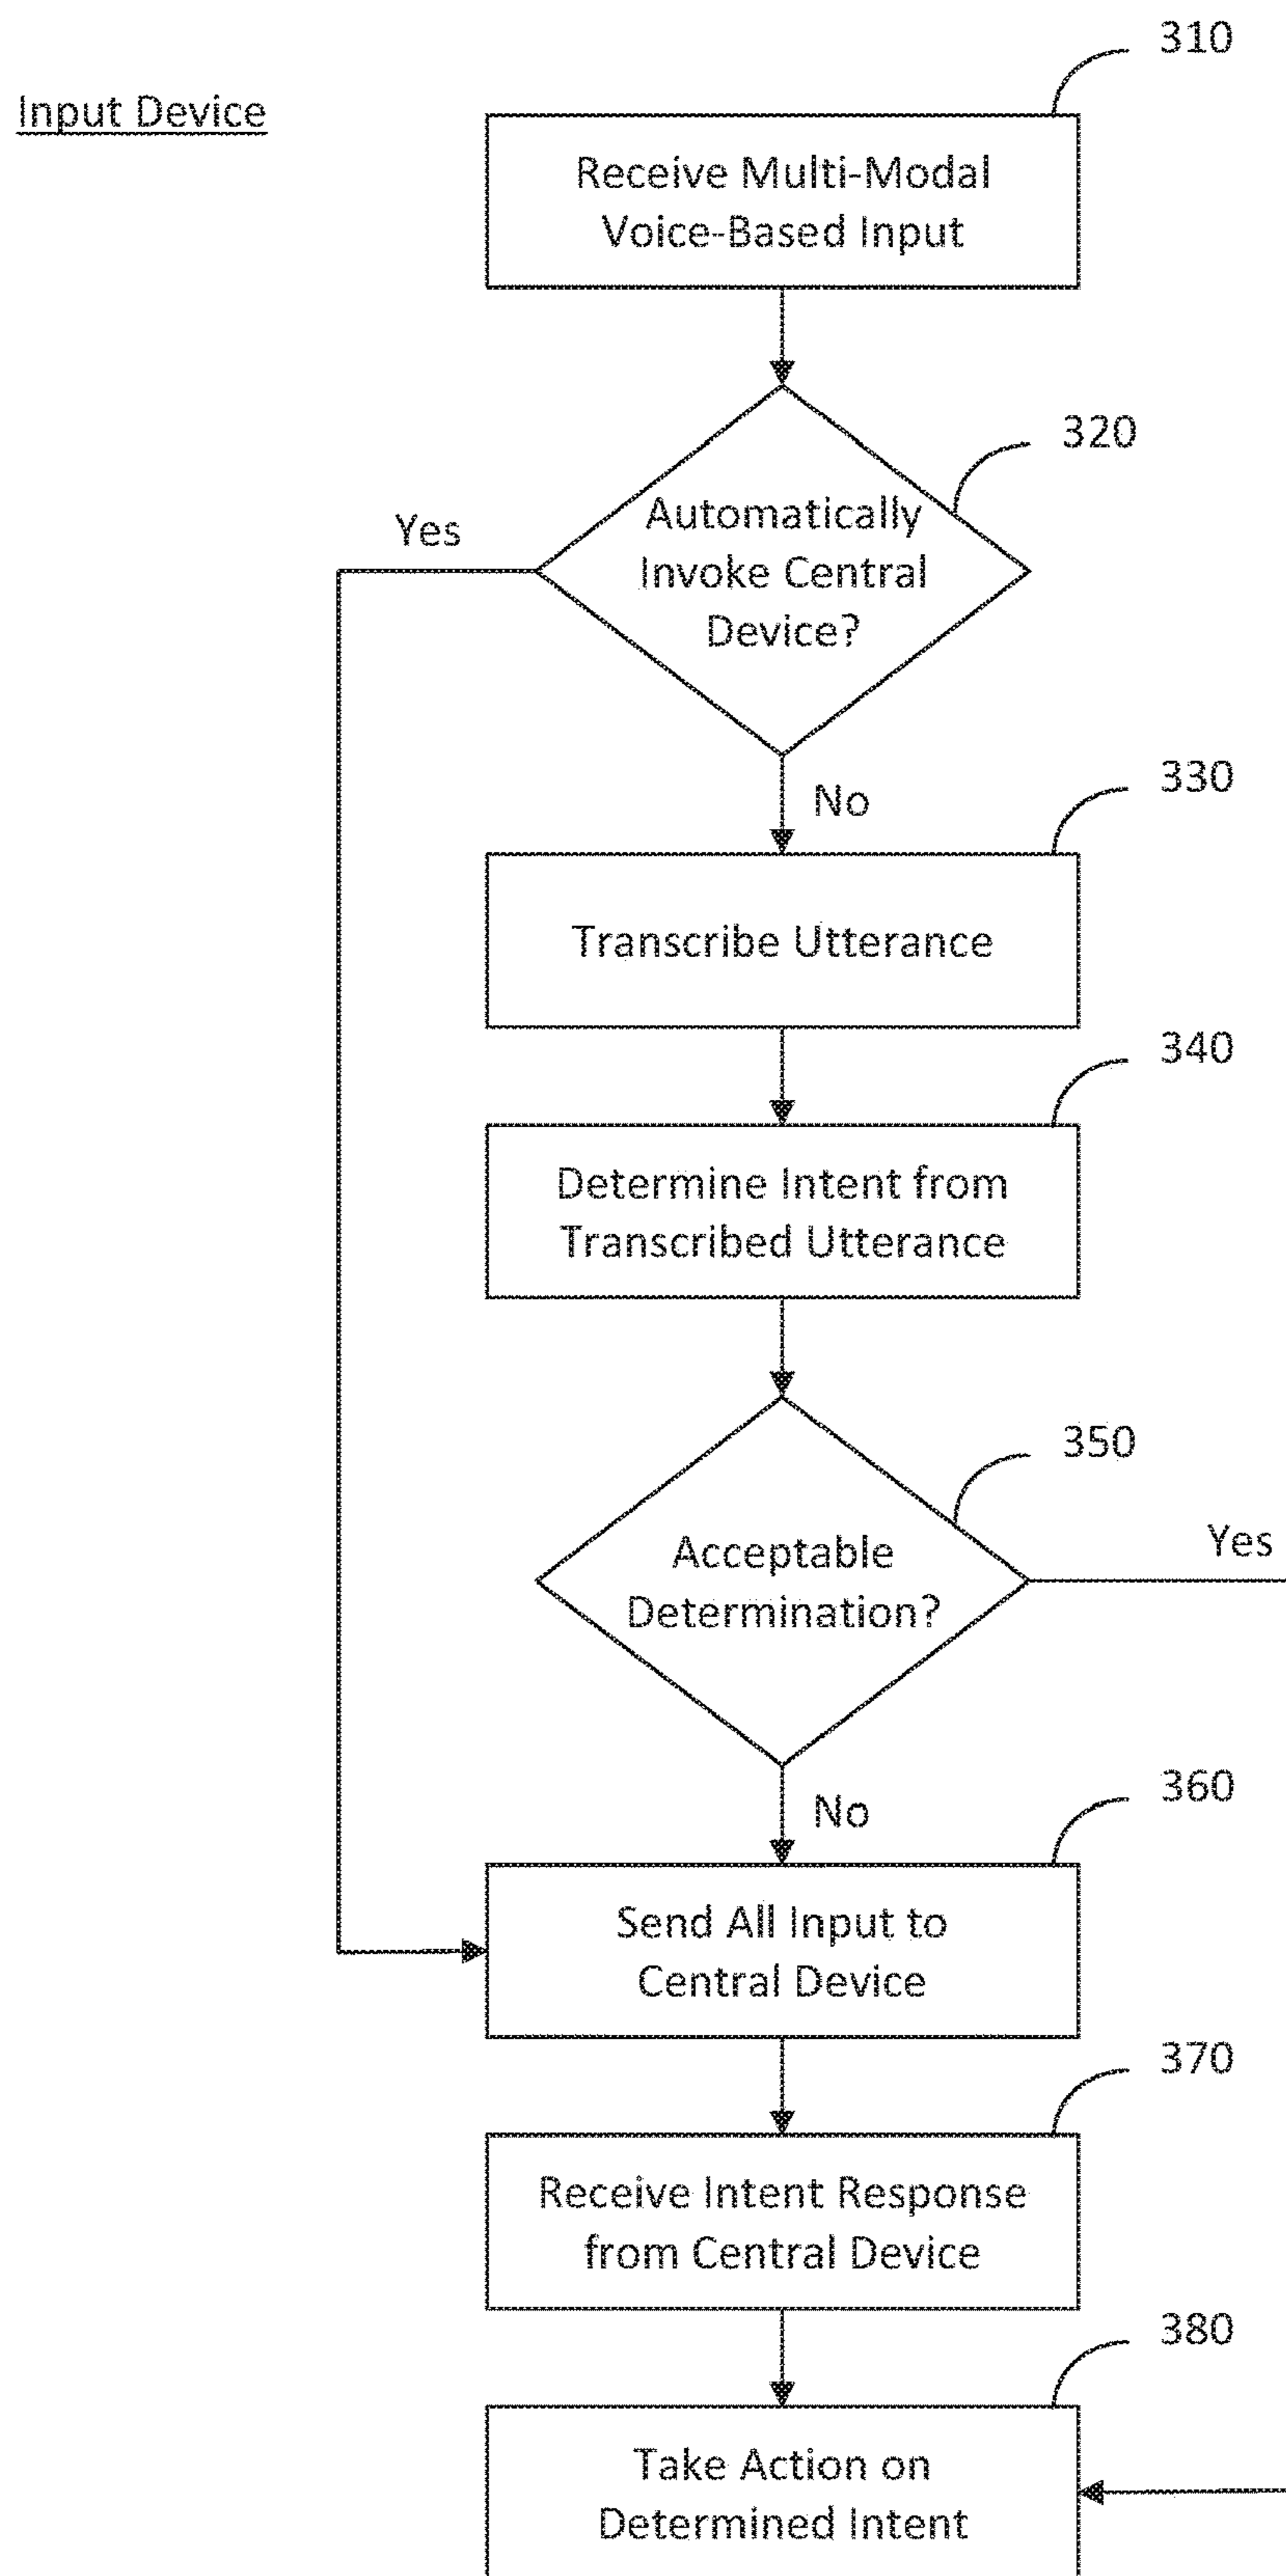 310
Input Device
Receive Multi-Modal
Voice-Based Input
320
Automatically
Invoke Central
Device?
Yes
No
330
Transcribe Utterance
340
Determine Intent from
Transcribed Utterance
350
Acceptable
Determination?
Yes
No
360
Send All Input to
Central Device
370
Receive Intent Response
from Central Device
380
Take Action on
Determined Intent